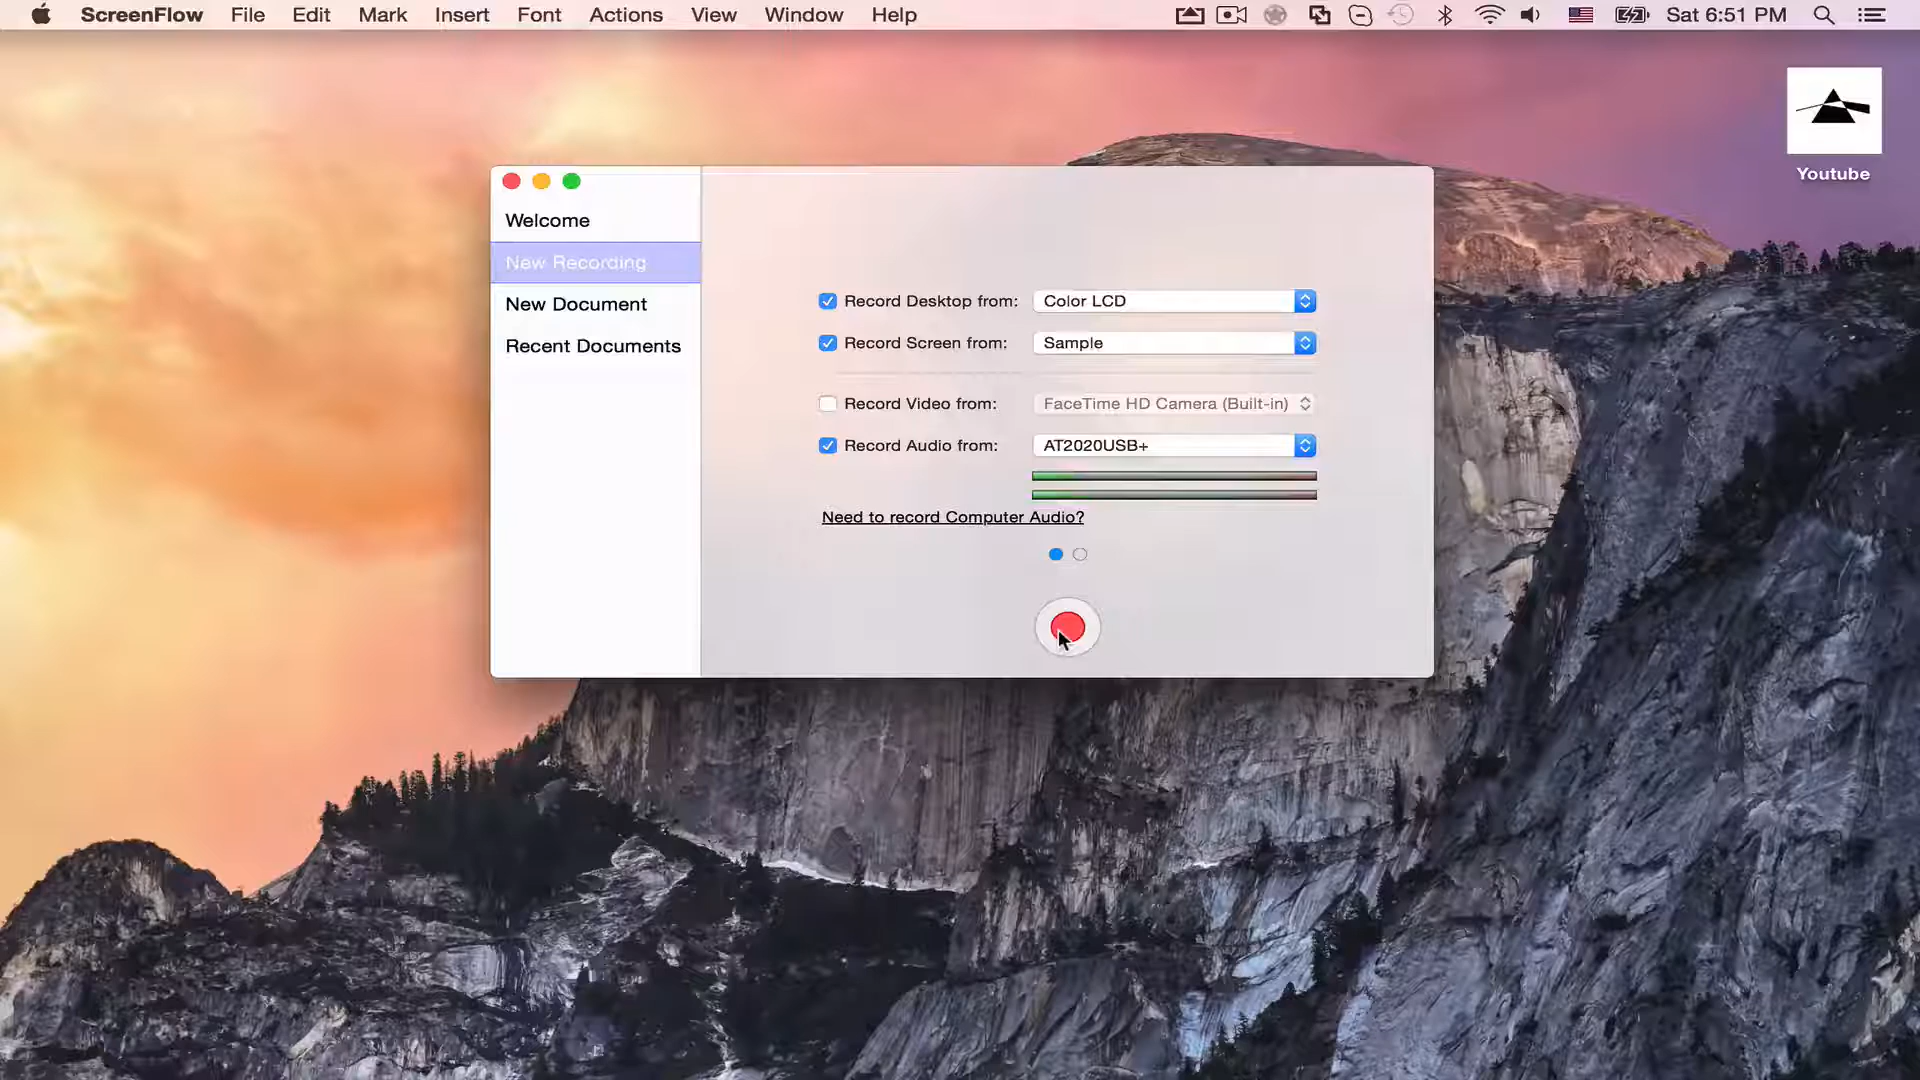 ScreenFlow File Edit Mark Insert Font Actions View Window Help Sat 6:51 PM
Youtube
Welcome
New Recording
New Document
Recent Documents
Record Desktop from: Color LCD
Record Screen from: Sample
Record Video from: FaceTime HD Camera (Built-in)
Record Audio from: AT2020USB+
Need to record Computer Audio?